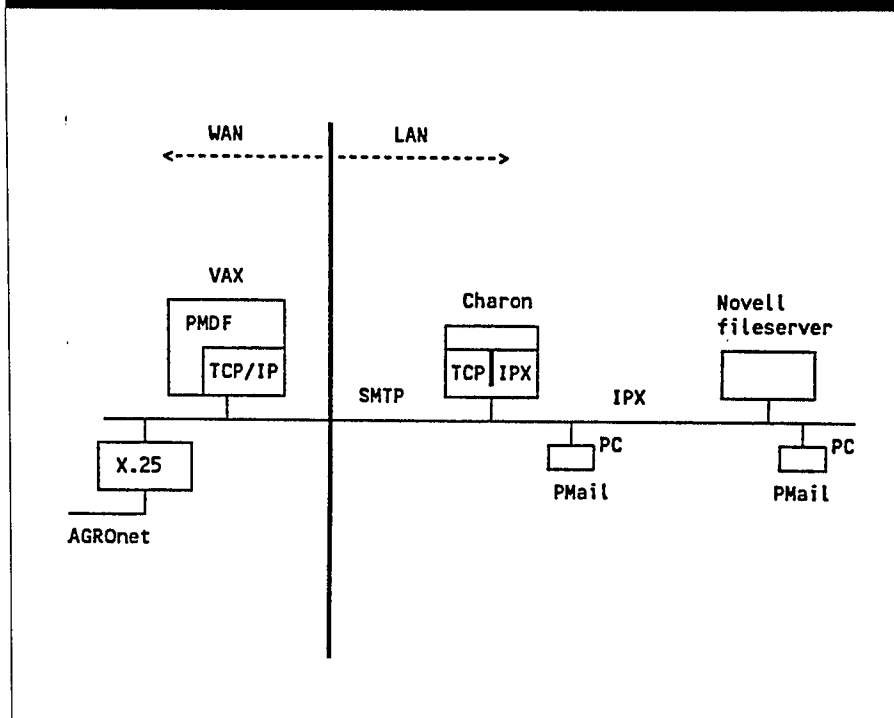 WAN LAN
VAX
Charon
Novell
fileserver
PMDF
TCP/IP
TCP IPX
SMTP
IPX
X.25
PC
PC
PMail
PMail
AGROnet